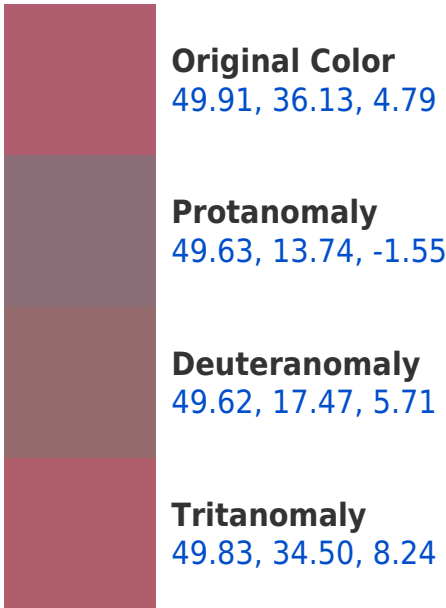 Original Color
49.91, 36.13, 4.79
Protanomaly
49.63, 13.74, -1.55
Deuteranomaly
49.62, 17.47, 5.71
Tritanomaly
49.83, 34.50, 8.24